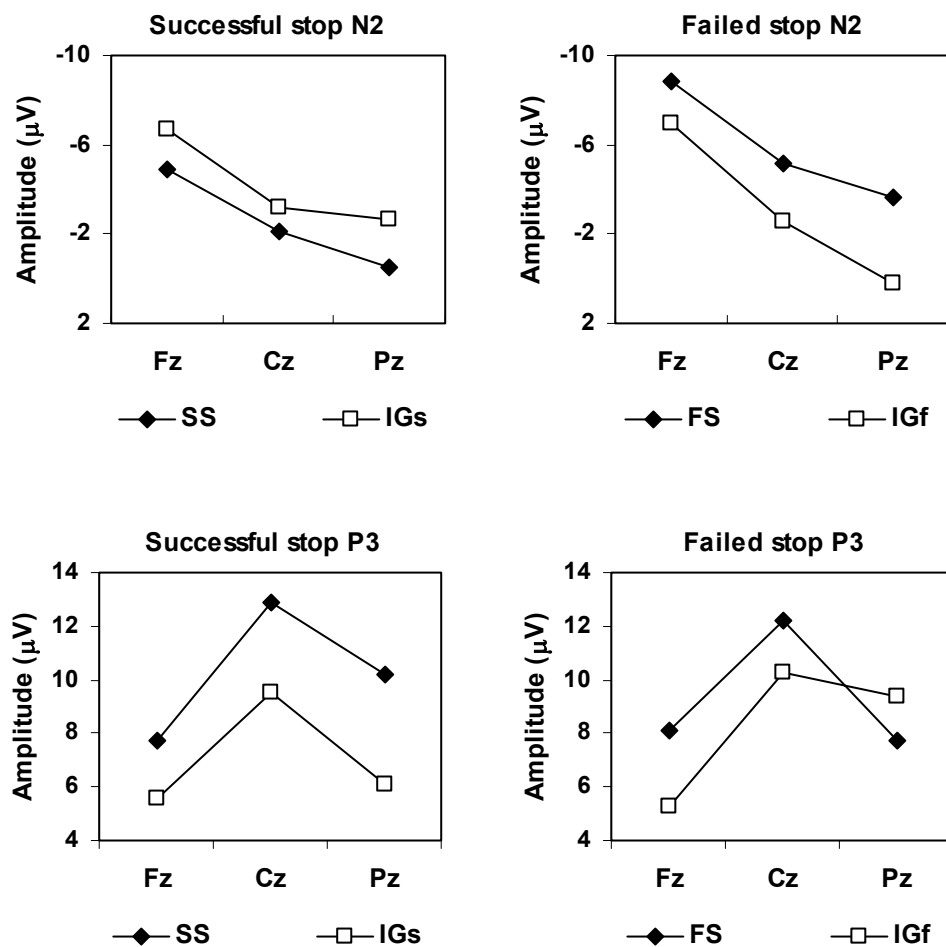 Successful stop N2
-10
-6
-2
2
Amplitude (μV)
Fz Cz Pz
SS IGs
Failed stop N2
-10
-6
-2
2
Amplitude (μV)
Fz Cz Pz
FS IGf
Successful stop P3
14
12
10
8
6
4
Amplitude (μV)
Fz Cz Pz
SS IGs
Failed stop P3
14
12
10
8
6
4
Amplitude (μV)
Fz Cz Pz
FS IGf